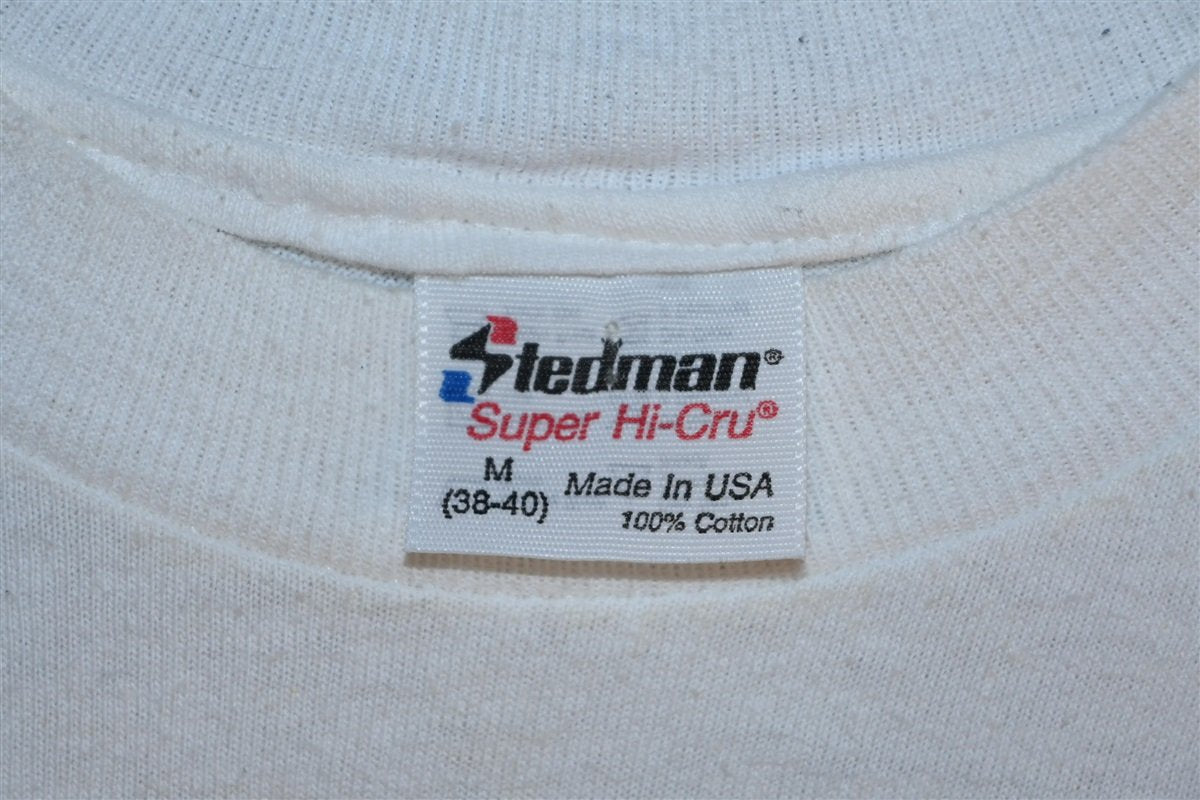 Stedman®
Super Hi-Cru®
M
(38-40)
Made In USA
100% Cotton